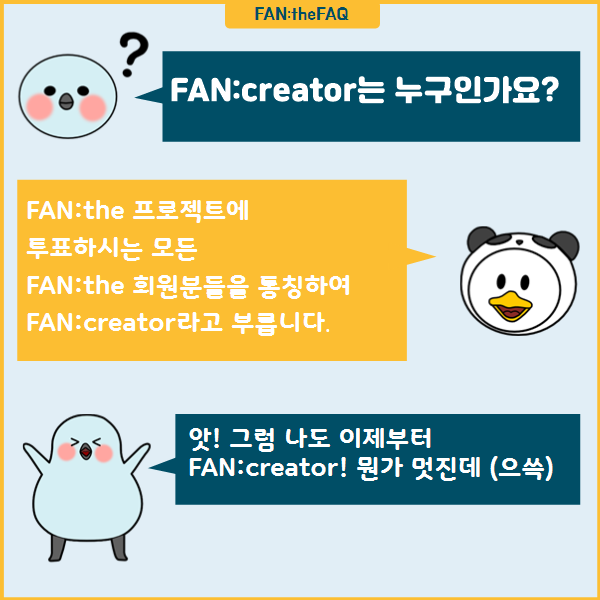 FAN:theFAQ
?
FAN:creator는 누구인가요?
FAN:the 프로젝트에
투표하시는 모든
FAN:the 회원분들을 통칭하여
FAN:creator라고 부릅니다.
앗! 그럼 나도 이제부터
FAN:creator! 뭔가 멋진데 (으쓱)